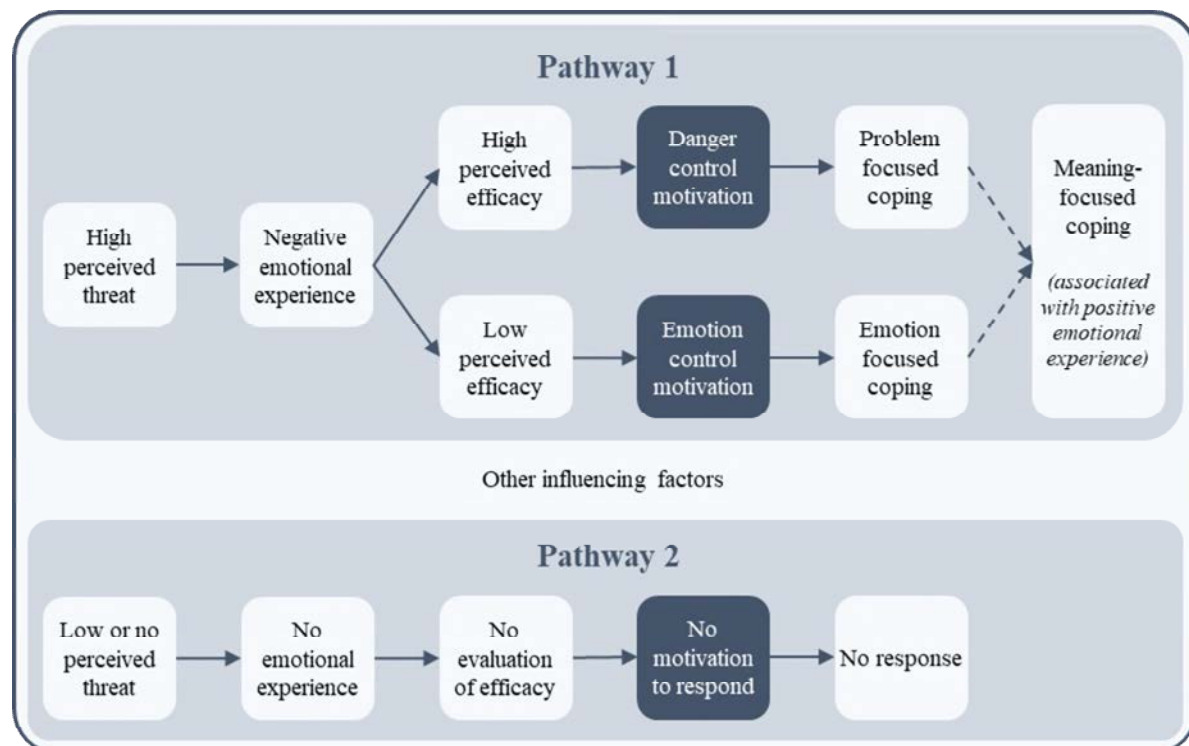 Pathway 1
High
perceived
threat
Negative
emotional
experience
High
perceived
efficacy
Danger
control
motivation
Problem
focused
coping
Low
perceived
efficacy
Emotion
control
motivation
Emotion
focused
coping
Meaning-
focused
coping
(associated
with positive
emotional
experience)
Other influencing factors
Pathway 2
Low or no
perceived
threat
No
emotional
experience
No
evaluation
of efficacy
No
motivation
to respond
No response